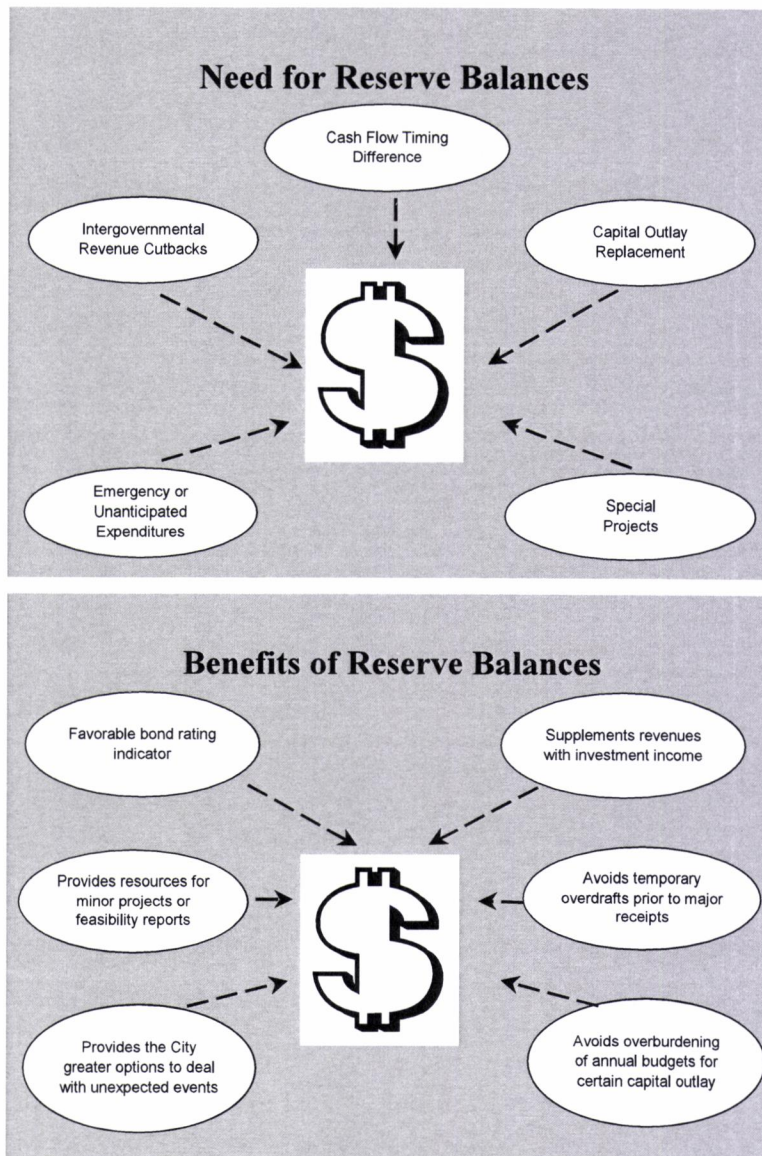 Need for Reserve Balances
Cash Flow Timing
Difference
Intergovernmental
Revenue Cutbacks
Capital Outlay
Replacement
Emergency or
Unanticipated
Expenditures
Special
Projects
Benefits of Reserve Balances
Favorable bond rating
indicator
Supplements revenues
with investment income
Provides resources for
minor projects or
feasibility reports
Avoids temporary
overdrafts prior to major
receipts
Provides the City
greater options to deal
with unexpected events
Avoids overburdening
of annual budgets for
certain capital outlay